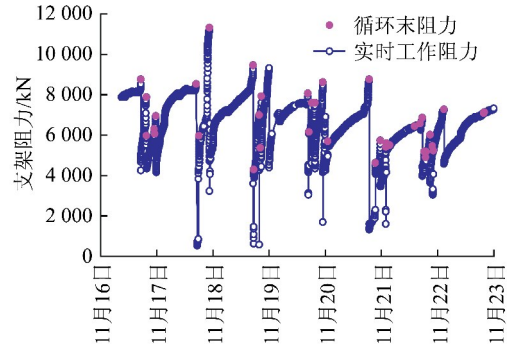 12 000
10 000
8 000
6 000
4 000
2 000
0
支架阻力/kN
循环末阻力
实时工作阻力
11月16日
11月17日
11月18日
11月19日
11月20日
11月21日
11月22日
11月23日